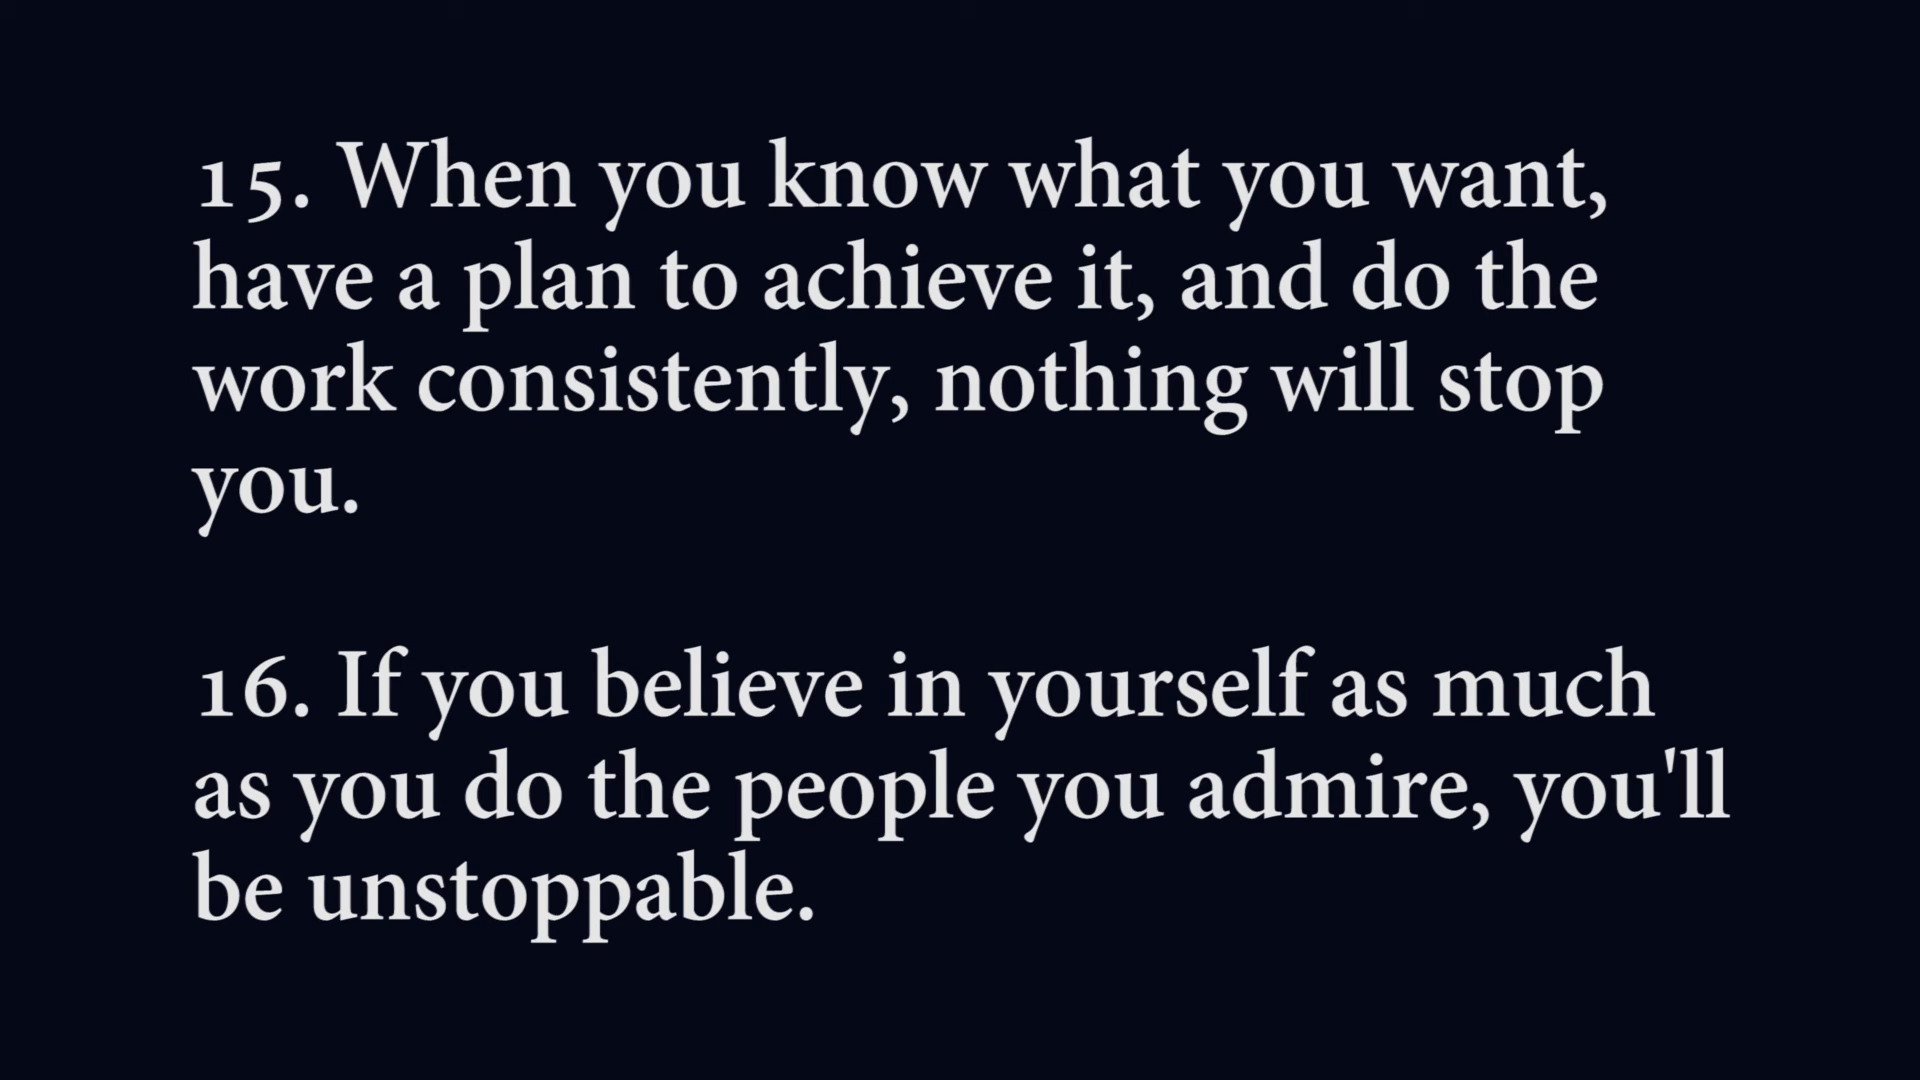 15. When you know what you want,
have a plan to achieve it, and do the
work consistently, nothing will stop
you.
16. If you believe in yourself as much
as you do the people you admire, you'll
be unstoppable.